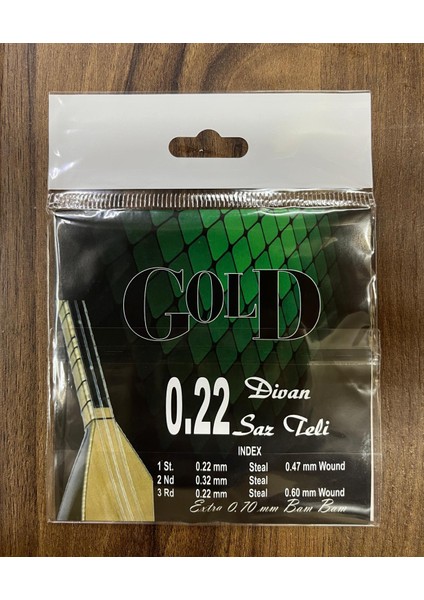 GOLD
0.22 Divan
Saz Teli
INDEX
1 St. 0.22 mm Steal 0.47 mm Wound
2 Nd 0.32 mm Steal
3 Rd 0.22 mm Steal 0.60 mm Wound
Extra 0.70 mm Bam Bam